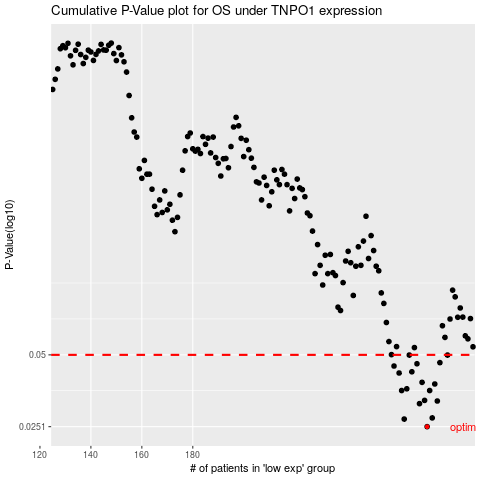 Cumulative P-Value plot for OS under TNPO1 expression
P-Value(log10)
0.05
0.0251
optim
120 140 160 180
# of patients in 'low exp' group